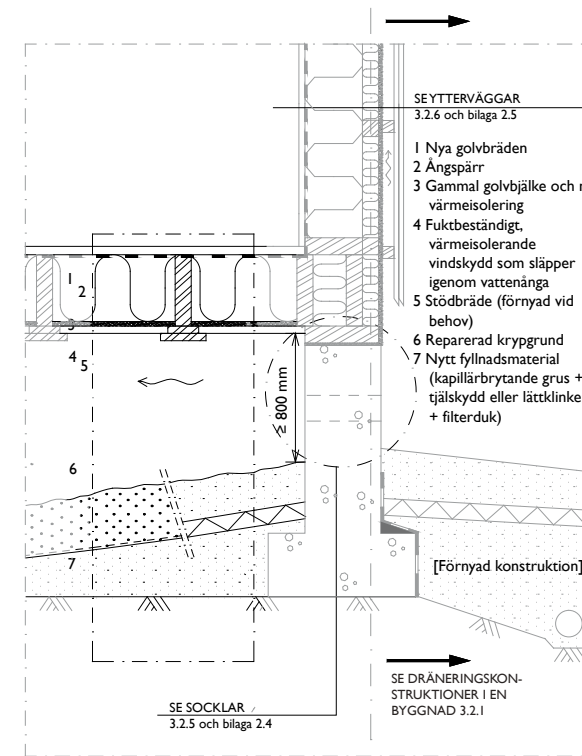 SE YTTERVÄGGAR
3.2.6 och bilaga 2.5
1 Nya golvbräden
2 Ångspärr
3 Gammal golvbjälke och
värmeisolering
4 Fuktbeständigt,
värmeisolerande
vindskydd som släpper
igenom vattenånga
5 Stödbräde (förnyad vid
behov)
6 Reparerad krypgrund
7 Nytt fyllnadsmaterial
(kapillärbrytande grus +
tjälskydd eller lättklinke
+ filterduk)
1
2
3
4
5
≥ 800 mm
6
7
[Förnyad konstruktion]
SE DRÄNERINGSKON-
STRUKTIONER I EN
BYGGNAD 3.2.1
SE SOCKLAR
3.2.5 och bilaga 2.4